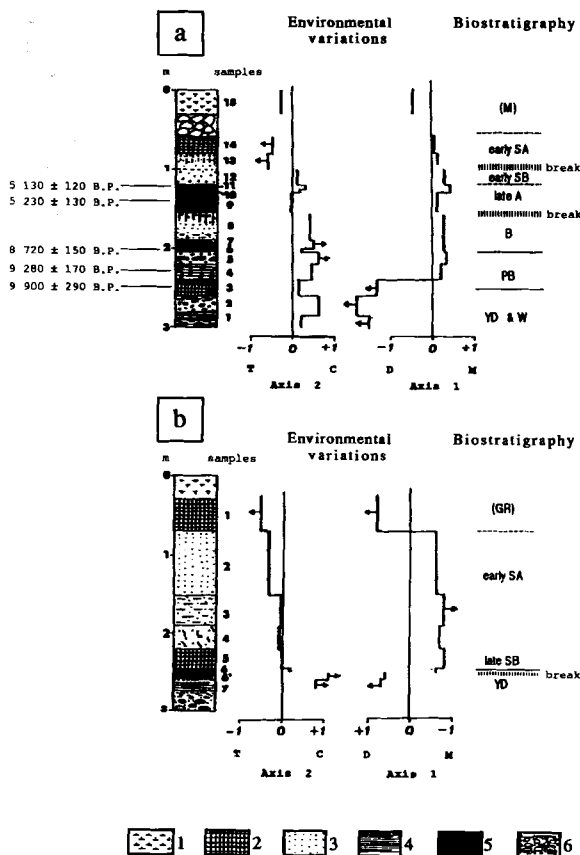 a
Environmental variations
Biostratigraphy
m samples
0
15
(M)
14
early SA
13
1
break
12
early SB
5 130 ± 120 B.P.
11
late A
10
5 230 ± 130 B.P.
9
break
8
B
7
2
6
8 720 ± 150 B.P.
5
9 280 ± 170 B.P.
4
PB
9 900 ± 290 B.P.
3
2
YD & W
1
3
-1 0 +1 -1 0 +1
T C D M
Axis 2 Axis 1
b
Environmental variations
Biostratigraphy
m samples
0
1
(GR)
1
2
early SA
3
2
4
5
late SB
6
break
6'
YD
7
3
-1 0 +1 +1 0 -1
T C D M
Axis 2 Axis 1
1 2 3 4 5 6